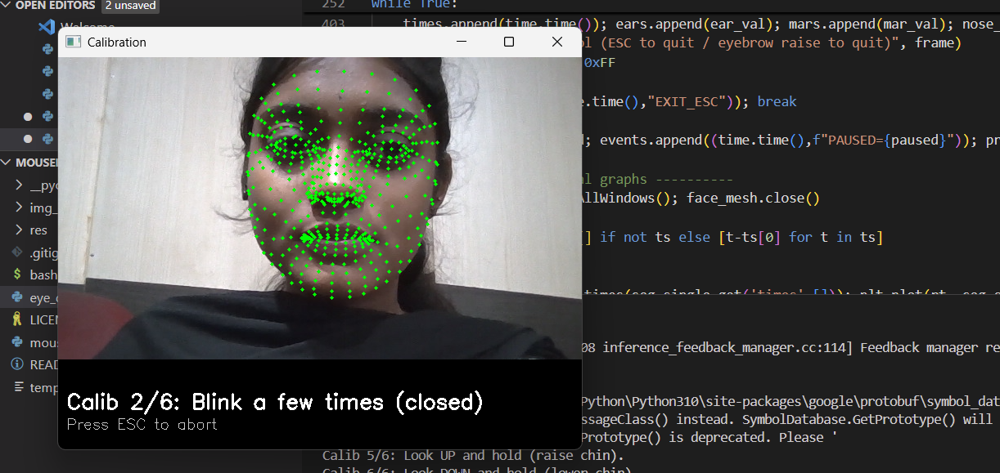 OPEN EDITORS 2 unsaved
252 while True:
Welcome
403 times.append(time.time()); ears.append(ear_val); mars.append(mar_val); nose_
Calibration
ol (ESC to quit / eyebrow raise to quit)", frame)
0xFF
e.time(),"EXIT_ESC")); break
; events.append((time.time(),f"PAUSED={paused}")); pr
MOUSE
__pyc
al graphs ----------
llWindows(); face_mesh.close()
img_
res
[] if not ts else [t-ts[0] for t in ts]
.gitig
bash
times(seg_single.get('times',[])); plt.plot(rt, seg_s
eye_c
LICEN
mous
08 inference_feedback_manager.cc:114] Feedback manager re
READ
temp
Calib 2/6: Blink a few times (closed)
Press ESC to abort
Python\Python310\site-packages\google\protobuf\symbol_dat
ssageClass() instead. SymbolDatabase.GetPrototype() will
Prototype() is deprecated. Please '
Calib 5/6: Look UP and hold (raise chin).
Calib 6/6: Look DOWN and hold (lower chin)